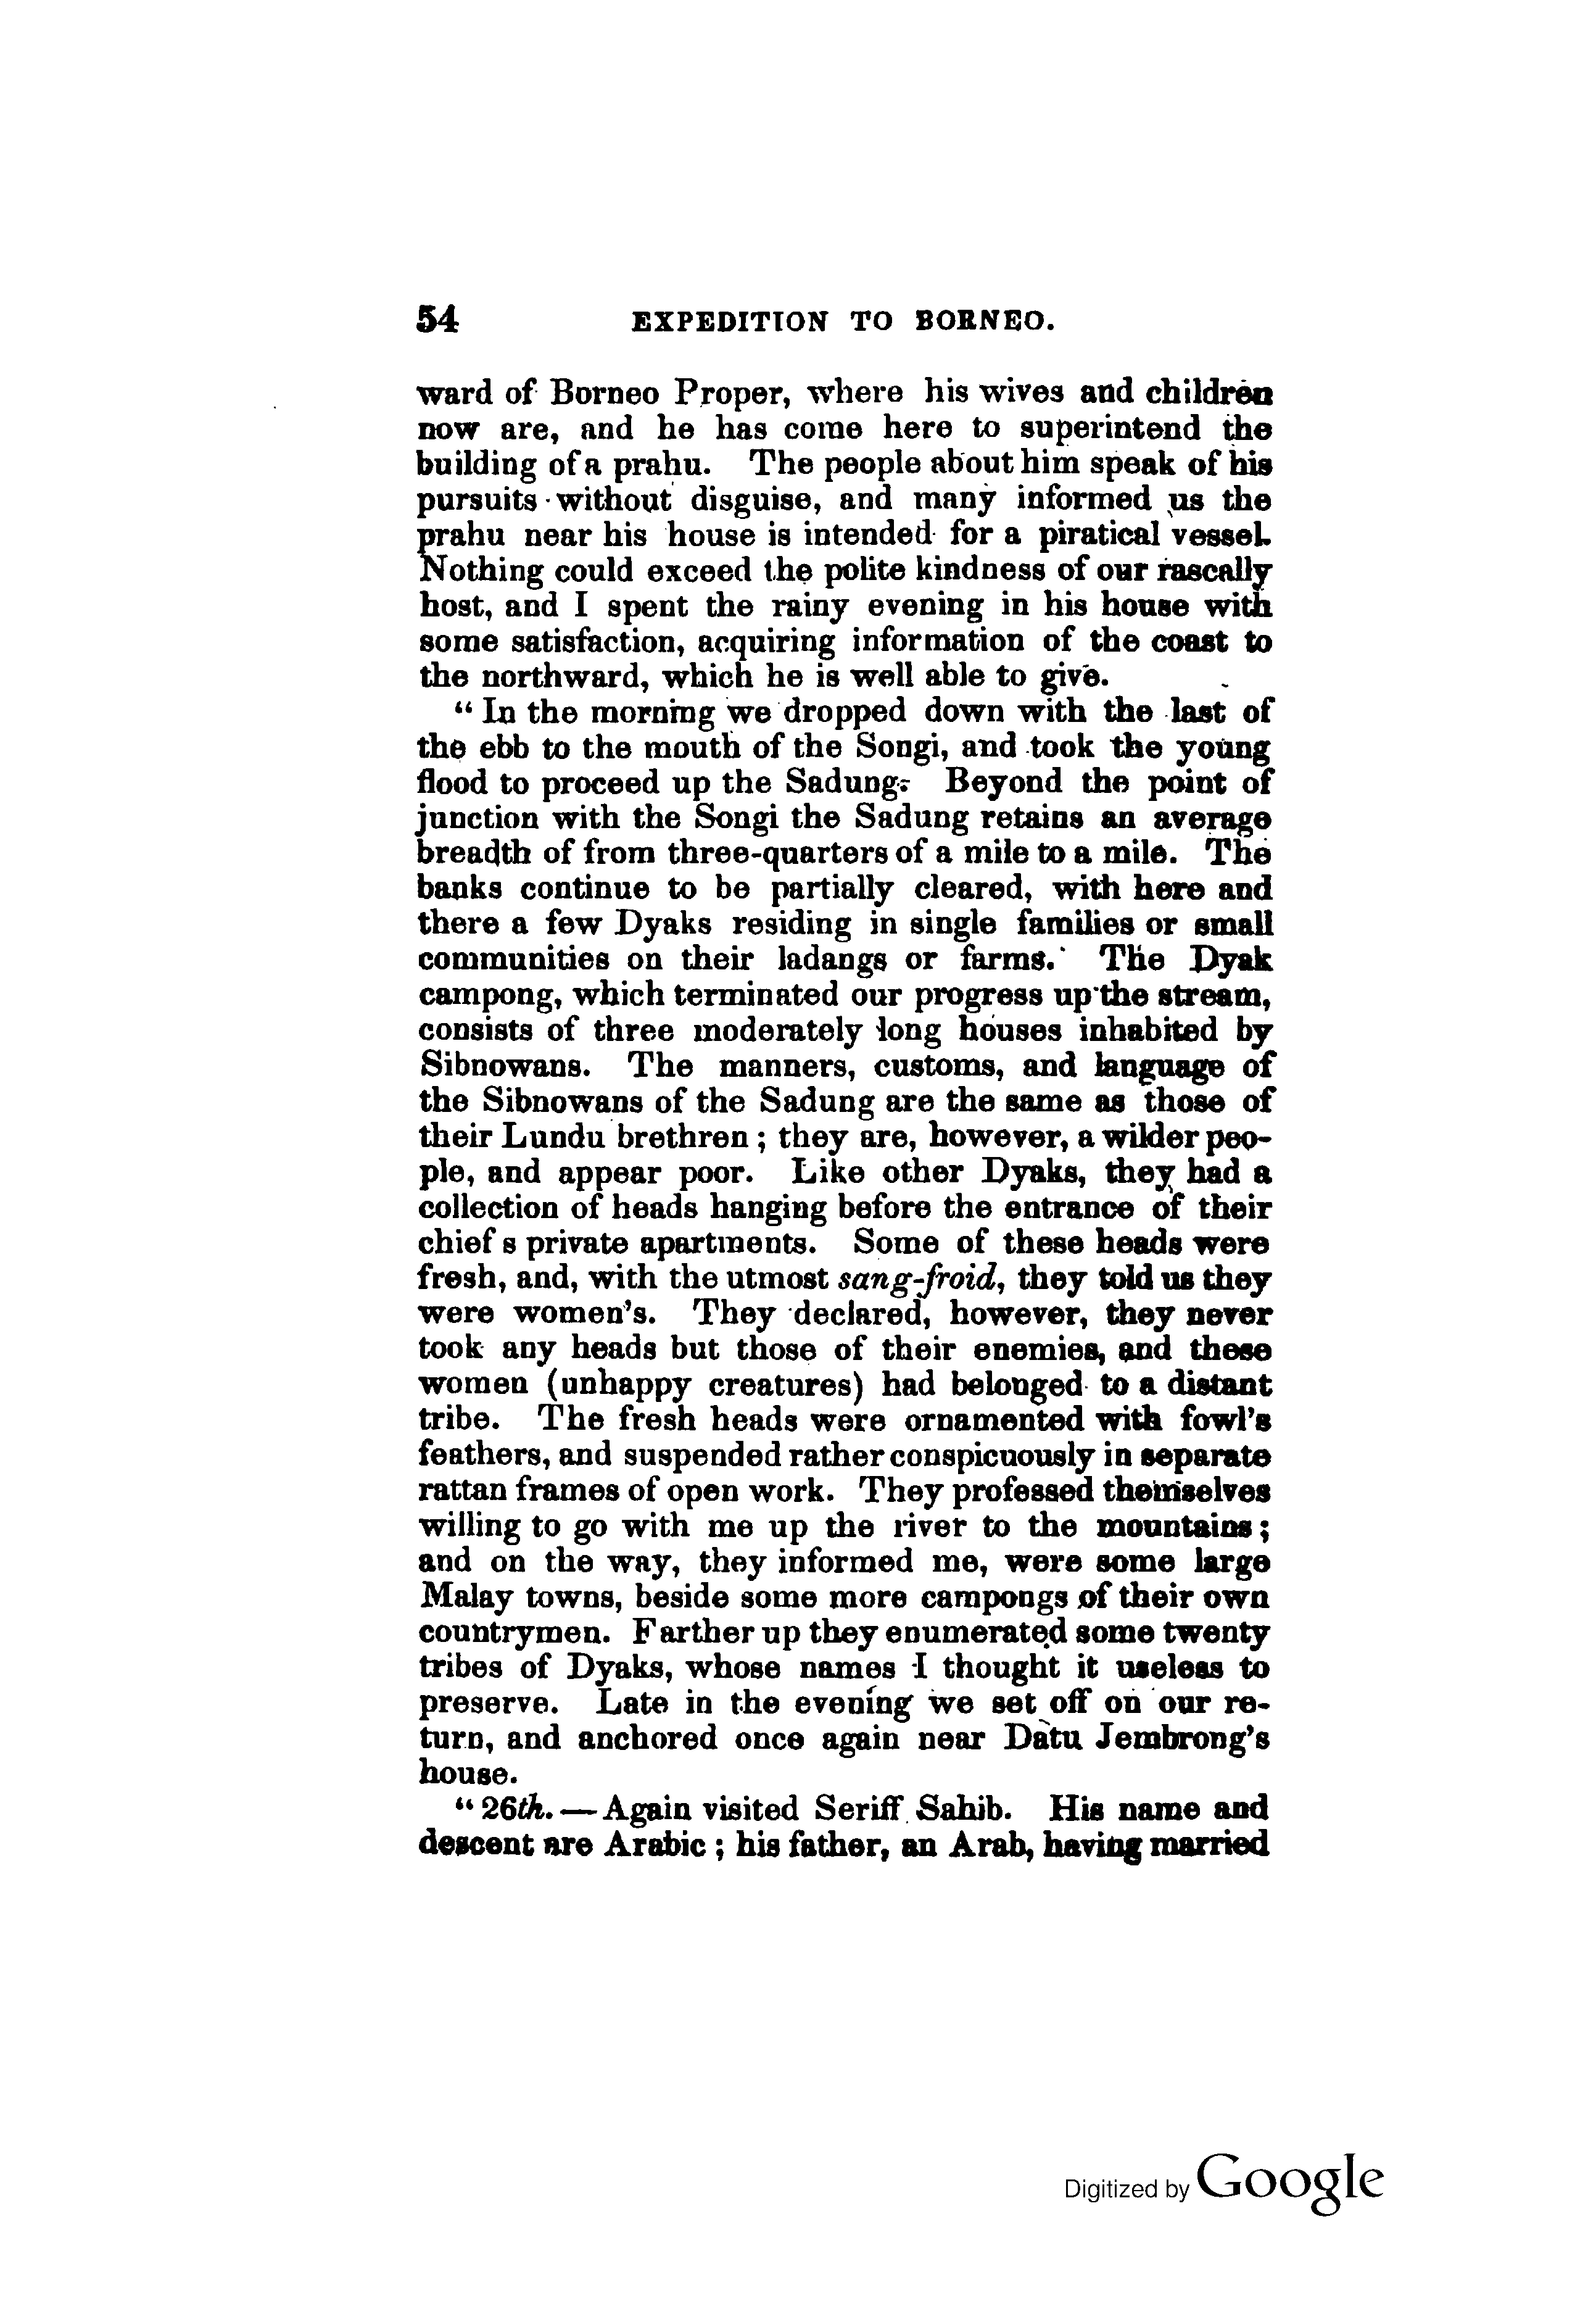 54 EXPEDITION TO BORNEO.
ward of Borneo Proper, where his wives and children
now are, and he has come here to superintend the
building of a prahu. The people about him speak of his
pursuits without disguise, and many informed us the
prahu near his house is intended for a piratical vessel.
Nothing could exceed the polite kindness of our rascally
host, and I spent the rainy evening in his house with
some satisfaction, acquiring information of the coast to
the northward, which he is well able to give.
“ In the morning we dropped down with the last of
the ebb to the mouth of the Songi, and took the young
flood to proceed up the Sadung. Beyond the point of
junction with the Songi the Sadung retains an average
breadth of from three-quarters of a mile to a mile. The
banks continue to be partially cleared, with here and
there a few Dyaks residing in single families or small
communities on their ladangs or farms. The Dyak
campong, which terminated our progress up the stream,
consists of three moderately long houses inhabited by
Sibnowans. The manners, customs, and language of
the Sibnowans of the Sadung are the same as those of
their Lundu brethren ; they are, however, a wilder peo-
ple, and appear poor. Like other Dyaks, they had a
collection of heads hanging before the entrance of their
chief s private apartments. Some of these heads were
fresh, and, with the utmost sang-froid, they told us they
were women's. They declared, however, they never
took any heads but those of their enemies, and these
women (unhappy creatures) had belonged to a distant
tribe. The fresh heads were ornamented with fowl's
feathers, and suspended rather conspicuously in separate
rattan frames of open work. They professed themselves
willing to go with me up the river to the mountains ;
and on the way, they informed me, were some large
Malay towns, beside some more campongs of their own
countrymen. Farther up they enumerated some twenty
tribes of Dyaks, whose names I thought it useless to
preserve. Late in the evening we set off on our re-
turn, and anchored once again near Datu Jembrong's
house.
“ 26th. — Again visited Seriff Sahib. His name and
descent are Arabic ; his father, an Arab, having married
Digitized by Google